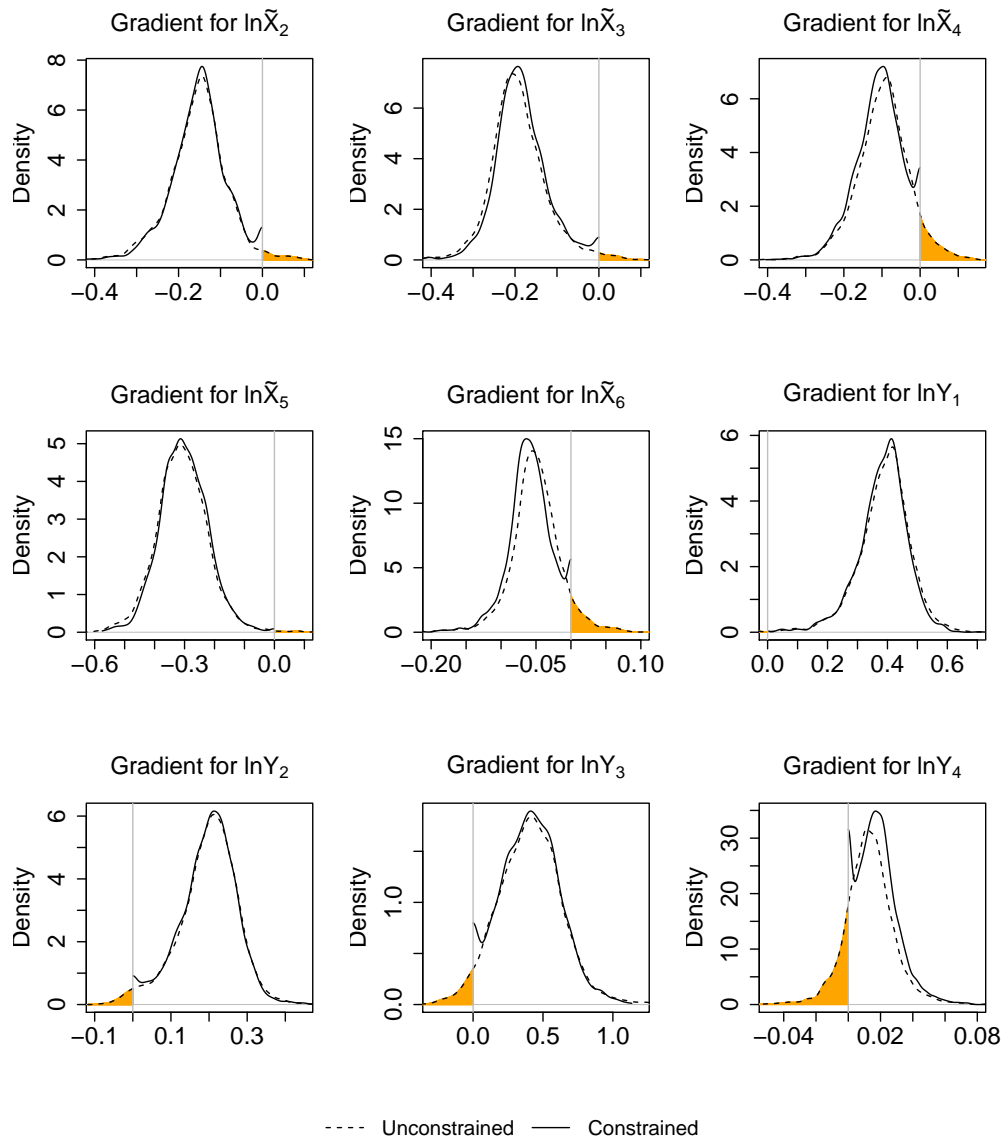 Gradient for lnX̃₂ Gradient for lnX̃₃ Gradient for lnX̃₄
Density
0 2 4 6 8
−0.4 −0.2 0.0
Density
0 2 4 6
−0.4 −0.2 0.0
Density
0 2 4 6
−0.4 −0.2 0.0
Gradient for lnX̃₅ Gradient for lnX̃₆ Gradient for lnY₁
Density
0 1 2 3 4 5
−0.6 −0.3 0.0
Density
0 5 10 15
−0.20 −0.05 0.10
Density
0 2 4 6
0.0 0.2 0.4 0.6
Gradient for lnY₂ Gradient for lnY₃ Gradient for lnY₄
Density
0 2 4 6
−0.1 0.1 0.3
Density
0.0 1.0
0.0 0.5 1.0
Density
0 10 20 30
−0.04 0.02 0.08
Unconstrained Constrained